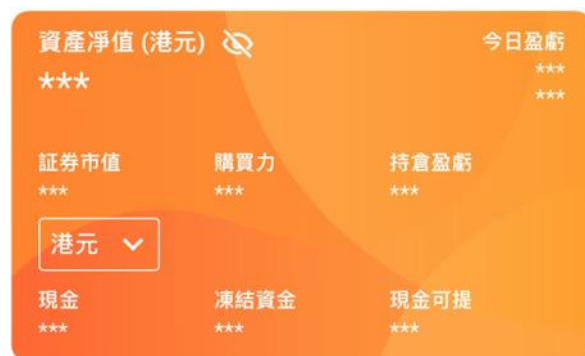 資產淨值 (港元) 今日盈虧
*** ***
***
証券市值 購買力 持倉盈虧
*** *** ***
港元
現金 凍結資金 現金可提
*** *** ***